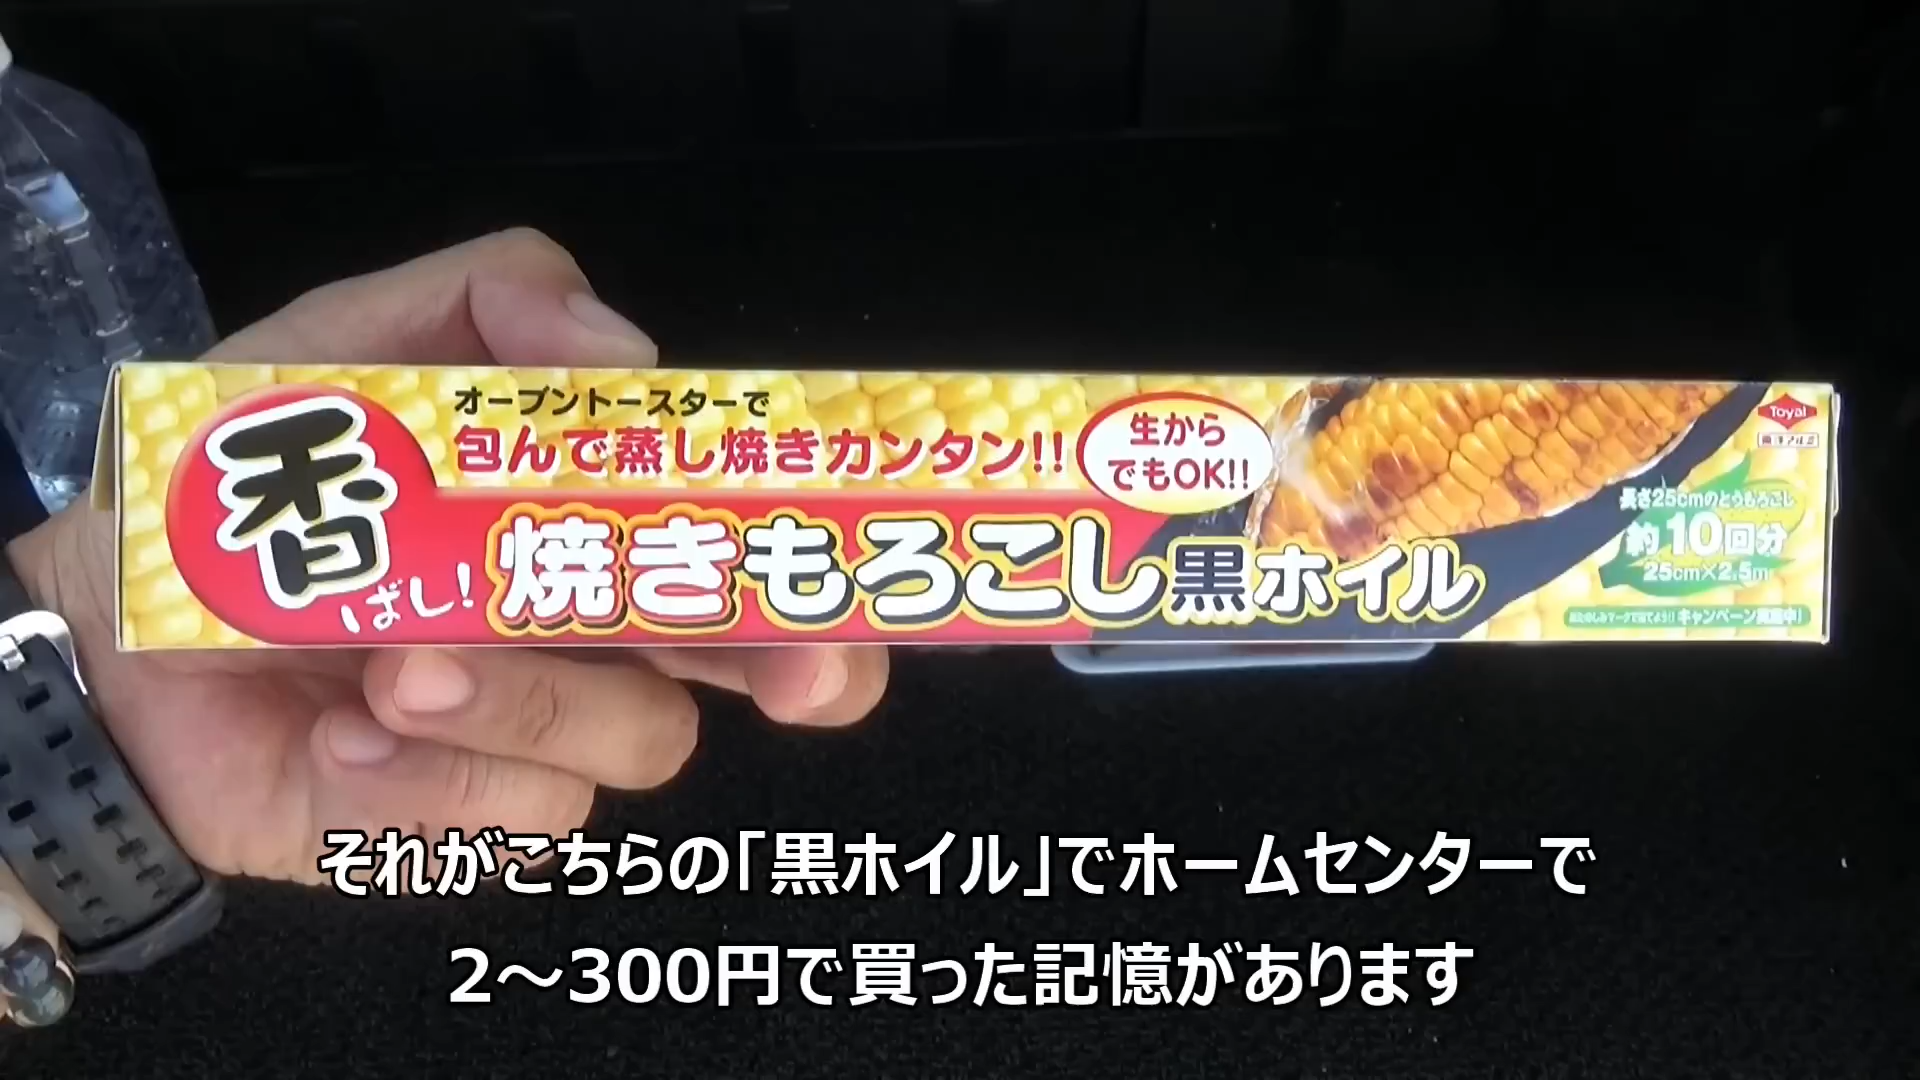 オーブントースターで
包んで蒸し焼きカンタン!!
生から
でもOK!!
香ばし!
焼きもろこし黒ホイル
Toyal
東洋アルミ
長さ25cmのとうもろこし
約10回分
25cm×2.5m
キャンペーン実施中!
それがこちらの「黒ホイル」でホームセンターで
2～300円で買った記憶があります